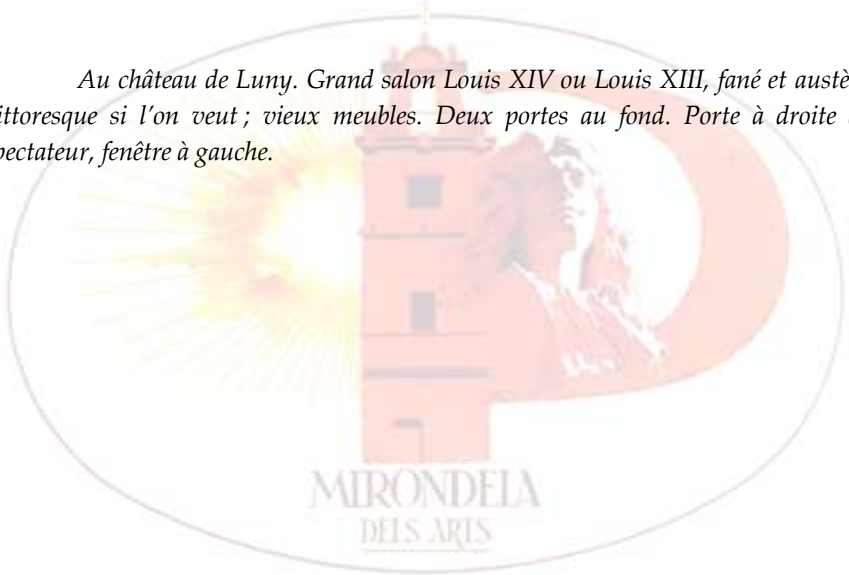 Au château de Luny. Grand salon Louis XIV ou Louis XIII, fané et austè
ittoresque si l’on veut ; vieux meubles. Deux portes au fond. Porte à droite
pectateur, fenêtre à gauche.
MIRONDELA
DELS ARTS